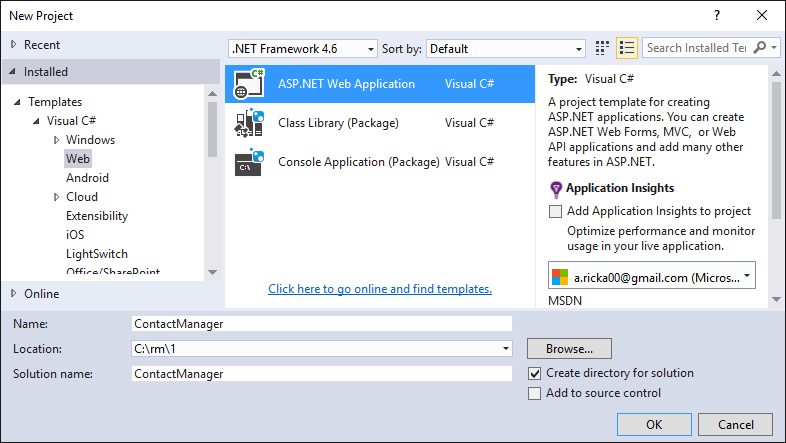 New Project
Recent
Installed
Templates
Visual C#
Windows
Web
Android
Cloud
Extensibility
iOS
LightSwitch
Office/SharePoint
Online
.NET Framework 4.6
Sort by: Default
Search Installed Te
C#
ASP.NET Web Application Visual C#
Class Library (Package) Visual C#
C:\
Console Application (Package) Visual C#
Click here to go online and find templates.
Type: Visual C#
A project template for creating
ASP.NET applications. You can create
ASP.NET Web Forms, MVC, or Web
API applications and add many other
features in ASP.NET.
Application Insights
Add Application Insights to project
Optimize performance and monitor
usage in your live application.
a.ricka00@gmail.com (Micros...
MSDN
Name: ContactManager
Location: C:\rm\1
Browse...
Solution name: ContactManager
Create directory for solution
Add to source control
OK
Cancel